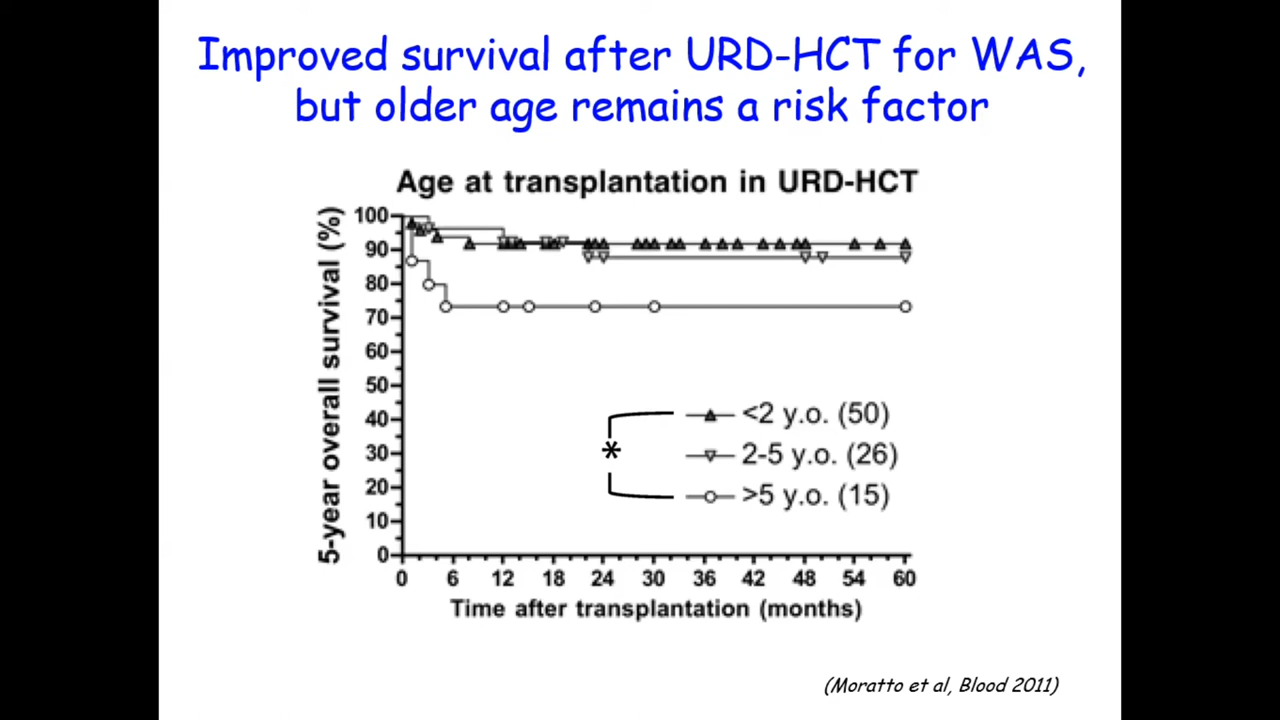 Improved survival after URD-HCT for WAS,
but older age remains a risk factor
Age at transplantation in URD-HCT
5-year overall survival (%)
100
90
80
70
60
50
40
30
20
10
0
<2 y.o. (50)
*
2-5 y.o. (26)
>5 y.o. (15)
0 6 12 18 24 30 36 42 48 54 60
Time after transplantation (months)
(Moratto et al, Blood 2011)